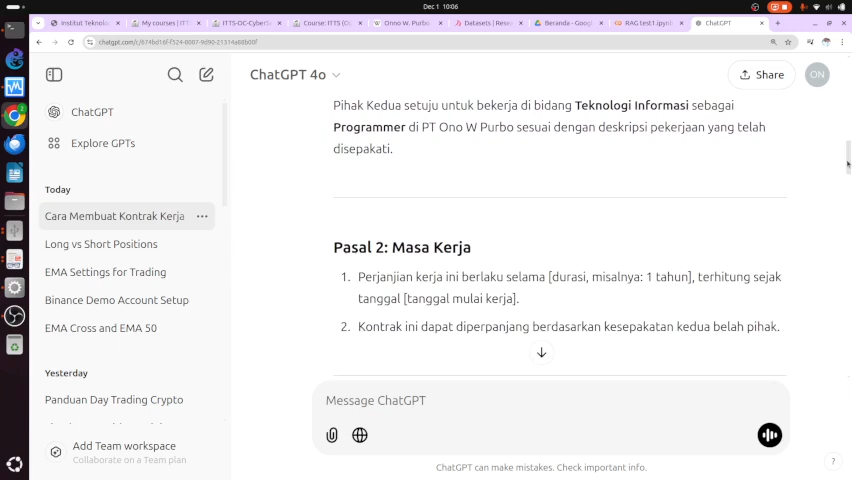 Dec 1 10:06
Institut Teknolo
My courses | ITT
ITTS-OC-CyberS
Course: ITTS (O
Onno W. Purbo
Datasets | Rese
Beranda - Googl
RAG test1.ipynb
ChatGPT
chatgpt.com/c/674bd16f-f524-8007-9d90-21314a68b00f
ChatGPT 4o
Share
ON
ChatGPT
Explore GPTs
Today
Cara Membuat Kontrak Kerja
Long vs Short Positions
EMA Settings for Trading
Binance Demo Account Setup
EMA Cross and EMA 50
Yesterday
Panduan Day Trading Crypto
Add Team workspace
Collaborate on a Team plan
Pihak Kedua setuju untuk bekerja di bidang Teknologi Informasi sebagai
Programmer di PT Ono W Purbo sesuai dengan deskripsi pekerjaan yang telah
disepakati.
Pasal 2: Masa Kerja
1. Perjanjian kerja ini berlaku selama [durasi, misalnya: 1 tahun], terhitung sejak
tanggal [tanggal mulai kerja].
2. Kontrak ini dapat diperpanjang berdasarkan kesepakatan kedua belah pihak.
Message ChatGPT
ChatGPT can make mistakes. Check important info.
?